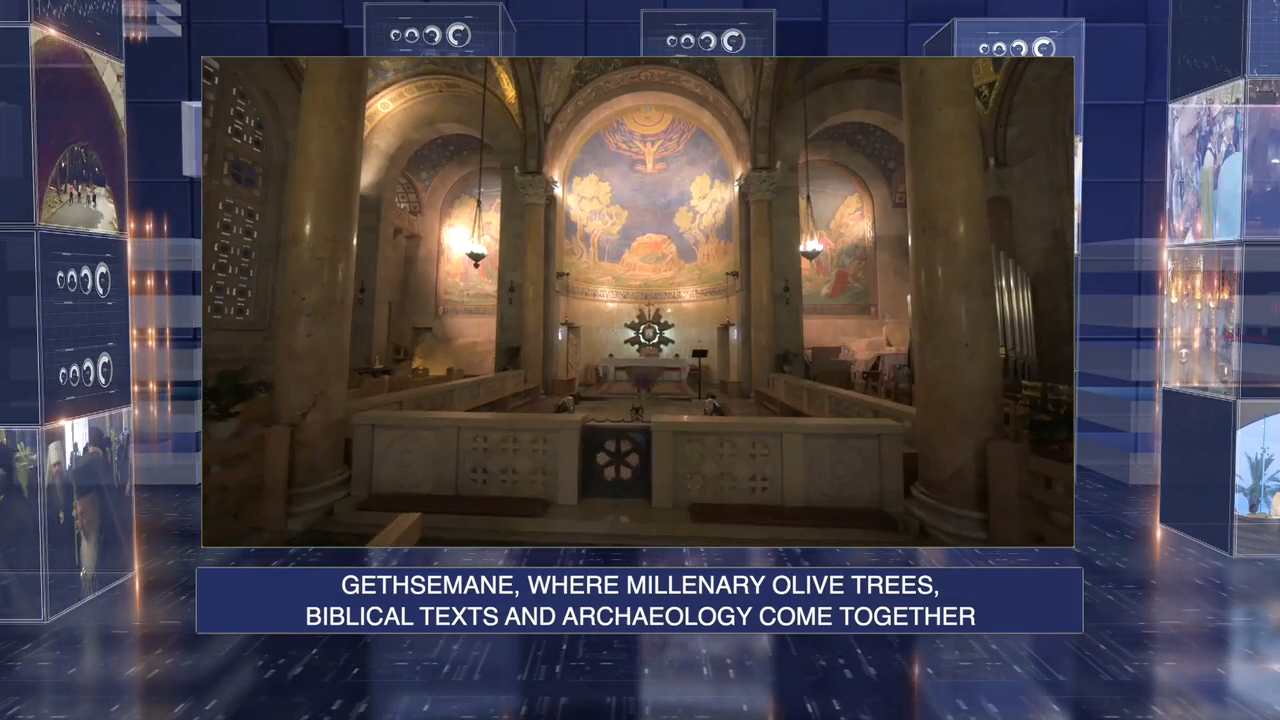 GETHSEMANE, WHERE MILLENARY OLIVE TREES,
BIBLICAL TEXTS AND ARCHAEOLOGY COME TOGETHER